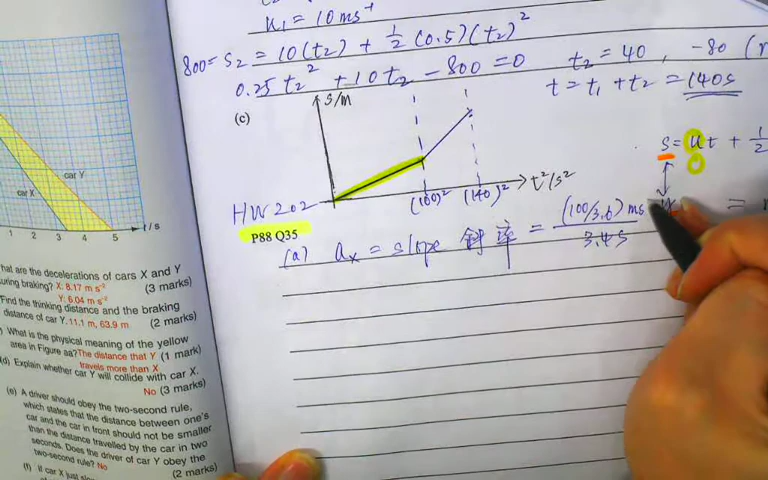 u₁ = 10 ms⁻¹
800 = S₂ = 10(t₂) + ½ (0.5)(t₂)²
0.25 t₂² + 10 t₂ - 800 = 0
t₂ = 40 , -80
t = t₁ + t₂ = 140s
(c)
S/m
(100)² (140)² t²/s²
s = ut + ½
HW 202
P88 Q35
(a) aₓ = slope 斜率 = (100/3.6) ms
3.4s
=
car Y
car X
1 2 3 4 5 t / s
hat are the decelerations of cars X and Y
uring braking? X: 8.17 m s⁻² (3 marks)
Y: 6.04 m s⁻²
Find the thinking distance and the braking
distance of car Y. 11.1 m, 63.9 m (2 marks)
What is the physical meaning of the yellow
area in Figure aa? The distance that Y (1 mark)
travels more than X
(d) Explain whether car Y will collide with car X.
No (3 marks)
(e) A driver should obey the two-second rule,
which states that the distance between one's
car and the car in front should not be smaller
than the distance travelled by the car in two
seconds. Does the driver of car Y obey the
two-second rule? No (2 marks)
(f) If car X just